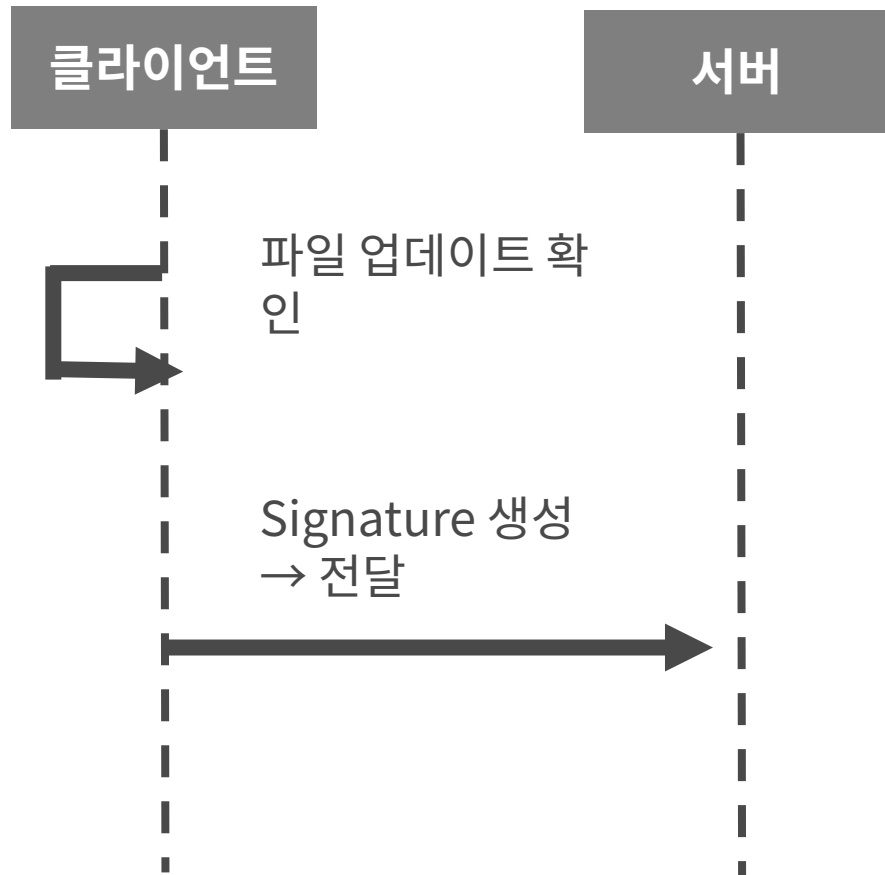 클라이언트
서버
파일 업데이트 확
인
Signature 생성
→ 전달